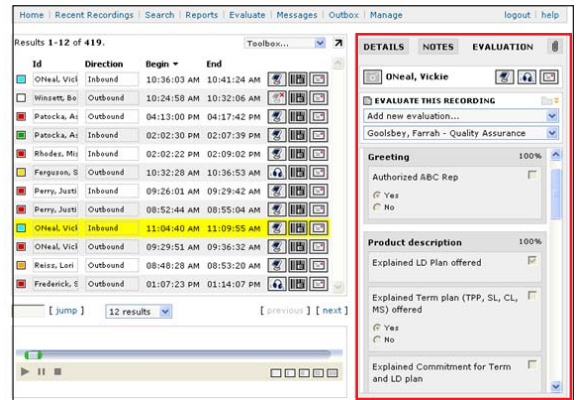 Home | Recent Recordings | Search | Reports | Evaluate | Messages | Outbox | Manage
logout | help
Results 1-12 of 419.
Toolbox...
Id Direction Begin End
ONeal, Vick Inbound 10:36:03 AM 10:41:24 AM
Winsett, Bo Outbound 10:24:58 AM 10:32:06 AM
Patocka, As Outbound 04:13:00 PM 04:17:42 PM
Patocka, As Inbound 02:02:30 PM 02:07:39 PM
Rhodes, Mis Inbound 02:02:22 PM 02:09:02 PM
Ferguson, S Outbound 10:32:28 AM 10:36:53 AM
Perry, Justi Inbound 09:26:01 AM 09:29:42 AM
Perry, Justi Outbound 08:52:44 AM 08:55:04 AM
ONeal, Vick Inbound 11:04:40 AM 11:09:55 AM
ONeal, Vick Outbound 09:29:51 AM 09:36:32 AM
Reiss, Lori Outbound 08:48:28 AM 08:53:20 AM
Frederick, S Outbound 01:07:23 PM 01:14:07 PM
[ jump ]
12 results
[ previous ] [ next ]
DETAILS NOTES EVALUATION
ONeal, Vickie
EVALUATE THIS RECORDING
Add new evaluation...
Goolsbey, Farrah - Quality Assurance
Greeting 100%
Authorized ABC Rep
Yes
No
Product description 100%
Explained LD Plan offered
Explained Term plan (TPP, SL, CL,
MS) offered
Yes
No
Explained Commitment for Term
and LD plan